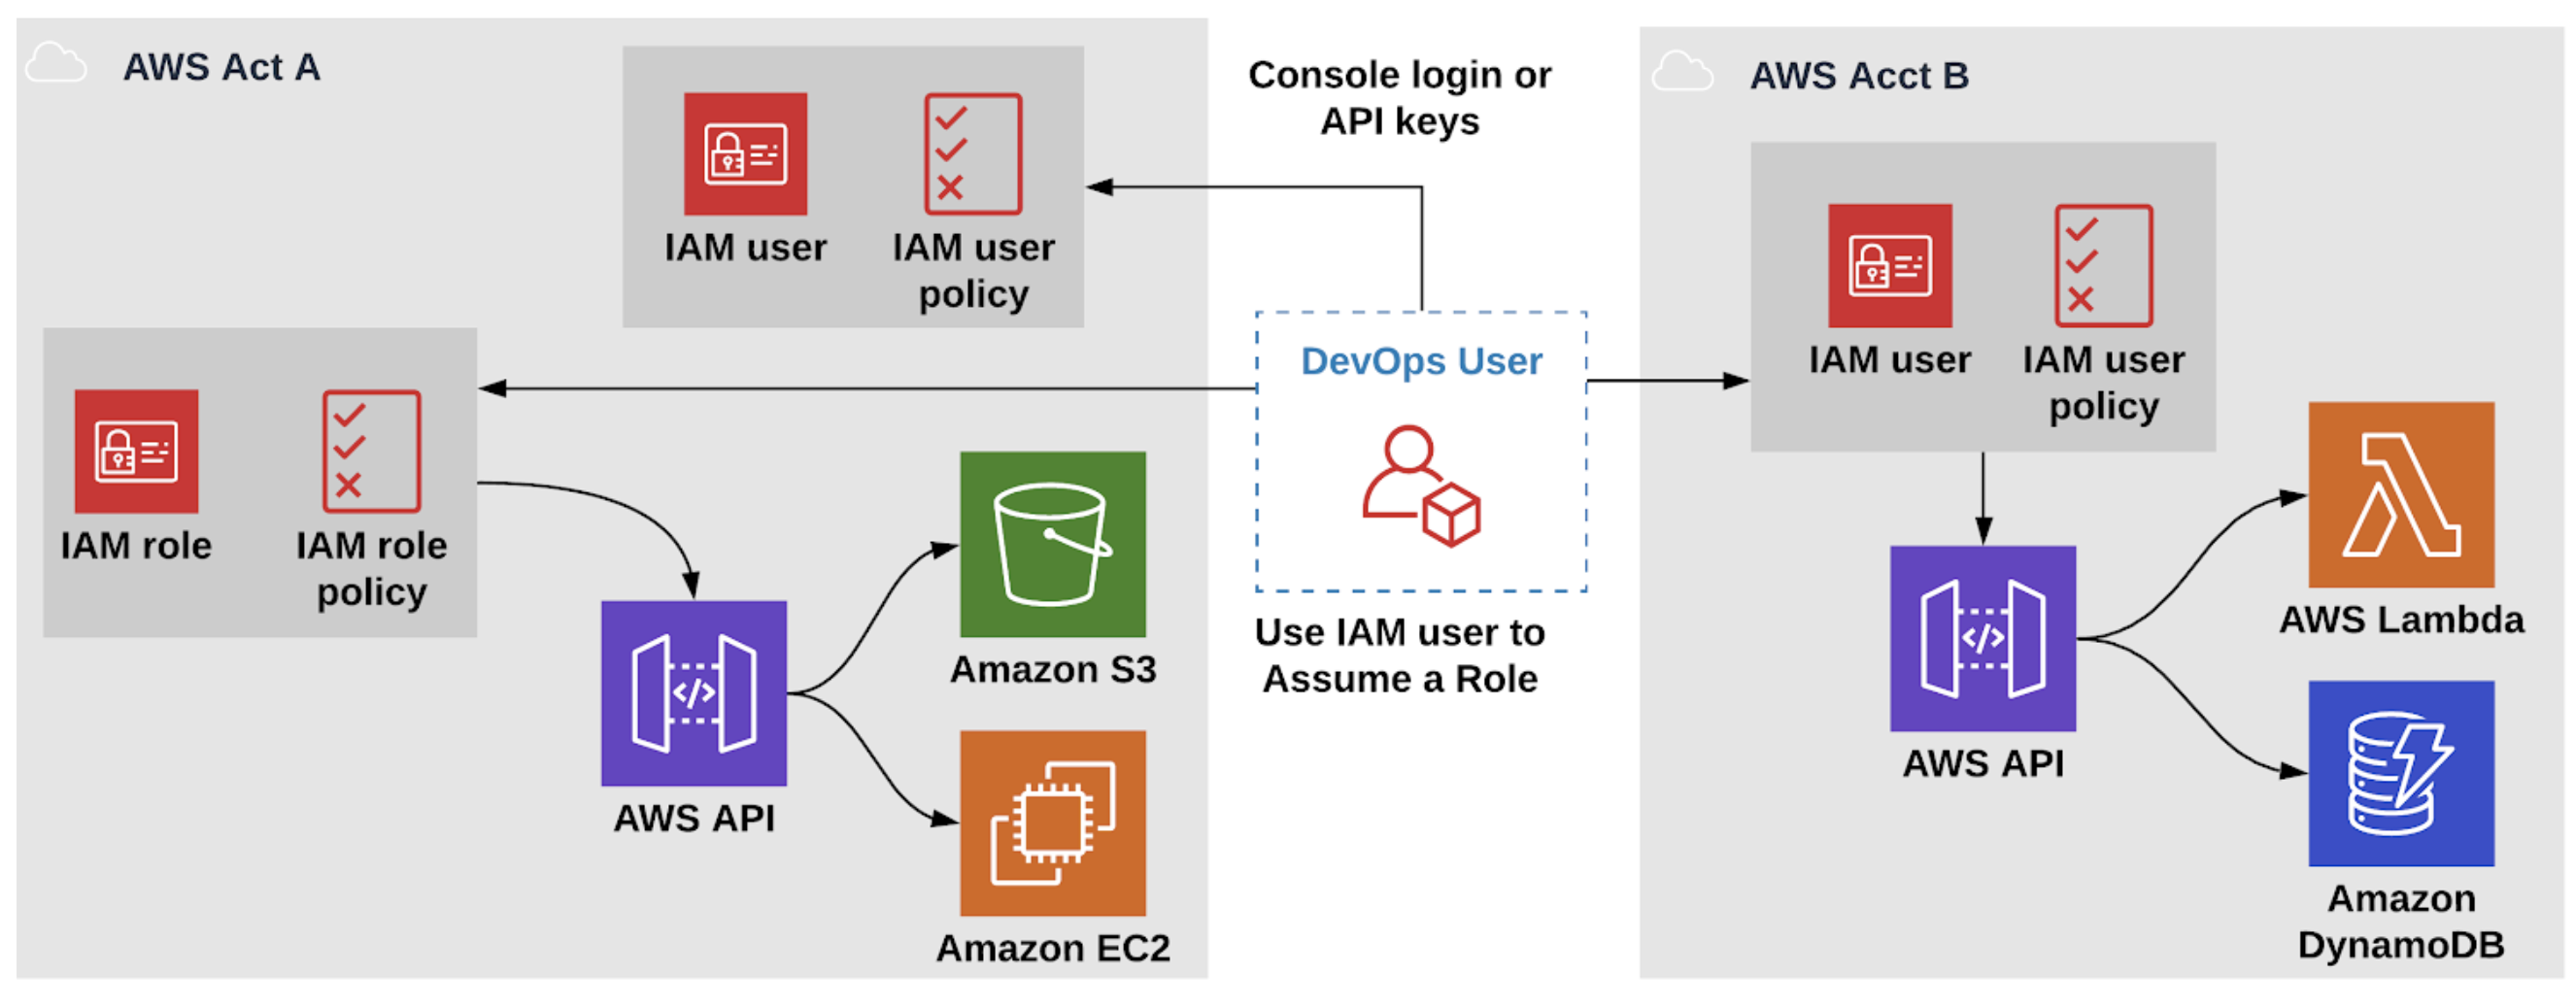 AWS Act A
IAM user
IAM user
policy
IAM role
IAM role
policy
AWS API
Amazon S3
Amazon EC2
Console login or
API keys
DevOps User
Use IAM user to
Assume a Role
AWS Acct B
IAM user
IAM user
policy
AWS API
AWS Lambda
Amazon
DynamoDB